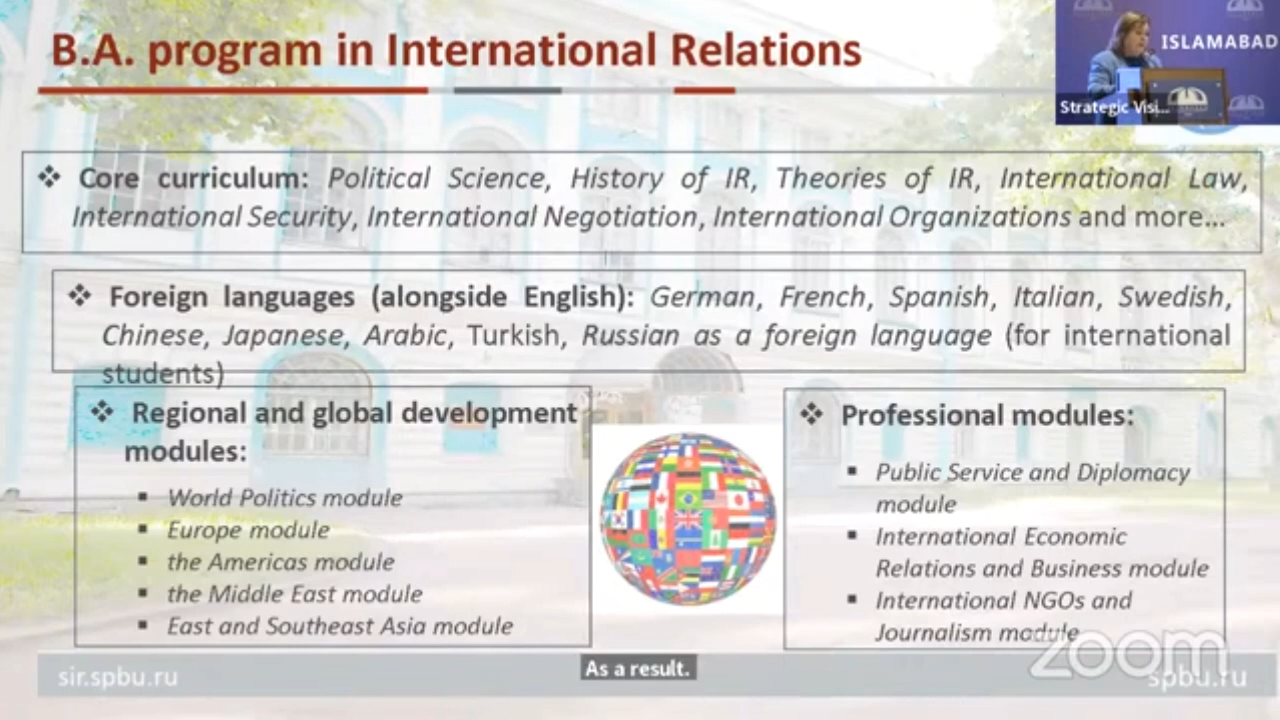 B.A. program in International Relations
ISLAMABAD
Strategic Visi...
❖ Core curriculum: Political Science, History of IR, Theories of IR, International Law,
International Security, International Negotiation, International Organizations and more...
❖ Foreign languages (alongside English): German, French, Spanish, Italian, Swedish,
Chinese, Japanese, Arabic, Turkish, Russian as a foreign language (for international
students)
❖ Regional and global development
modules:
▪ World Politics module
▪ Europe module
▪ the Americas module
▪ the Middle East module
▪ East and Southeast Asia module
❖ Professional modules:
▪ Public Service and Diplomacy
module
▪ International Economic
Relations and Business module
▪ International NGOs and
Journalism module
zoom
sir.spbu.ru
As a result.
spbu.ru